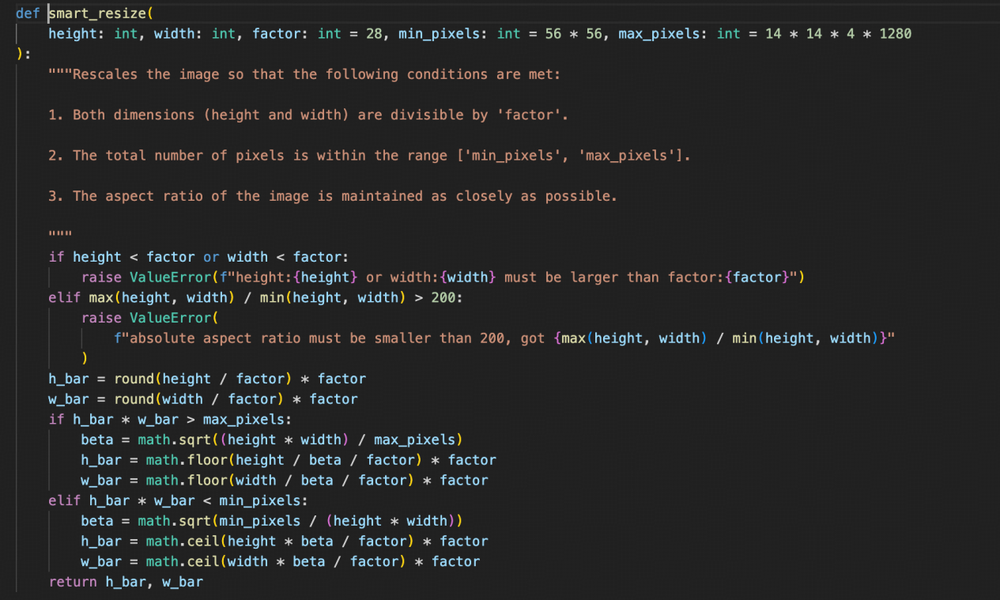 def smart_resize(
    height: int, width: int, factor: int = 28, min_pixels: int = 56 * 56, max_pixels: int = 14 * 14 * 4 * 1280
):
    """Rescales the image so that the following conditions are met:

    1. Both dimensions (height and width) are divisible by 'factor'.

    2. The total number of pixels is within the range ['min_pixels', 'max_pixels'].

    3. The aspect ratio of the image is maintained as closely as possible.

    """
    if height < factor or width < factor:
        raise ValueError(f"height:{height} or width:{width} must be larger than factor:{factor}")
    elif max(height, width) / min(height, width) > 200:
        raise ValueError(
            f"absolute aspect ratio must be smaller than 200, got {max(height, width) / min(height, width)}"
        )
    h_bar = round(height / factor) * factor
    w_bar = round(width / factor) * factor
    if h_bar * w_bar > max_pixels:
        beta = math.sqrt((height * width) / max_pixels)
        h_bar = math.floor(height / beta / factor) * factor
        w_bar = math.floor(width / beta / factor) * factor
    elif h_bar * w_bar < min_pixels:
        beta = math.sqrt(min_pixels / (height * width))
        h_bar = math.ceil(height * beta / factor) * factor
        w_bar = math.ceil(width * beta / factor) * factor
    return h_bar, w_bar